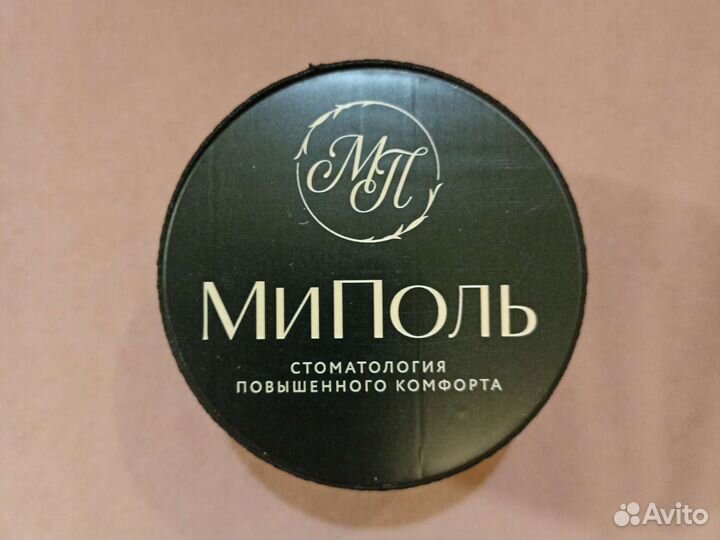 МП
МиПоль
СТОМАТОЛОГИЯ
ПОВЫШЕННОГО КОМФОРТА
Avito